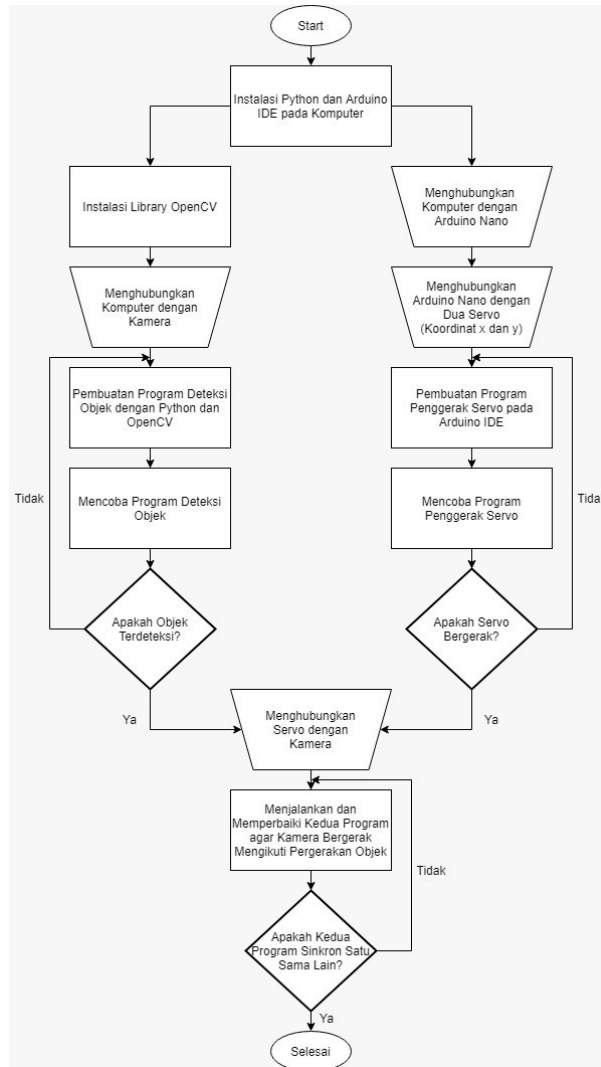 Start
Instalasi Python dan Arduino
IDE pada Komputer
Instalasi Library OpenCV
Menghubungkan
Komputer dengan
Arduino Nano
Menghubungkan
Komputer dengan
Kamera
Menghubungkan
Arduino Nano dengan
Dua Servo
(Koordinat x dan y)
Pembuatan Program Deteksi
Objek dengan Python dan
OpenCV
Pembuatan Program
Penggerak Servo pada
Arduino IDE
Tidak
Mencoba Program Deteksi
Objek
Mencoba Program
Penggerak Servo
Tida
Apakah Objek
Terdeteksi?
Apakah Servo
Bergerak?
Ya
Menghubungkan
Servo dengan
Kamera
Ya
Menjalankan dan
Memperbaiki Kedua Program
agar Kamera Bergerak
Mengikuti Pergerakan Objek
Tidak
Apakah Kedua
Program Sinkron Satu
Sama Lain?
Ya
Selesai